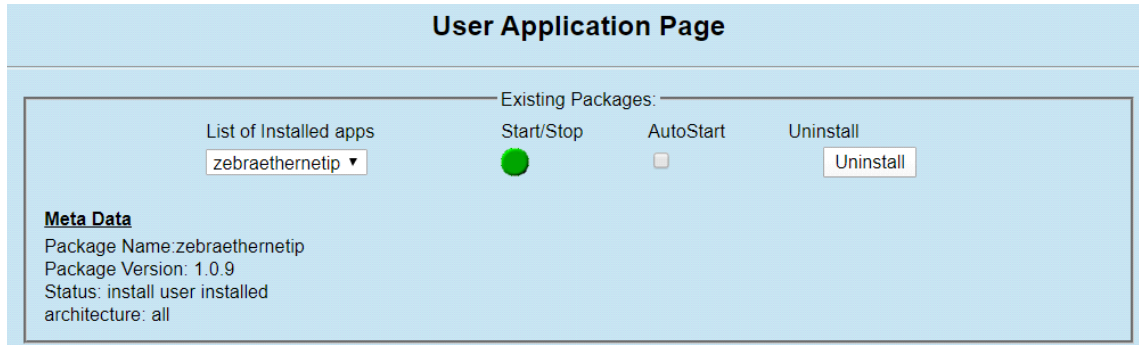 User Application Page
Existing Packages:
List of Installed apps Start/Stop AutoStart Uninstall
zebraethernetip Uninstall
Meta Data
Package Name:zebraethernetip
Package Version: 1.0.9
Status: install user installed
architecture: all